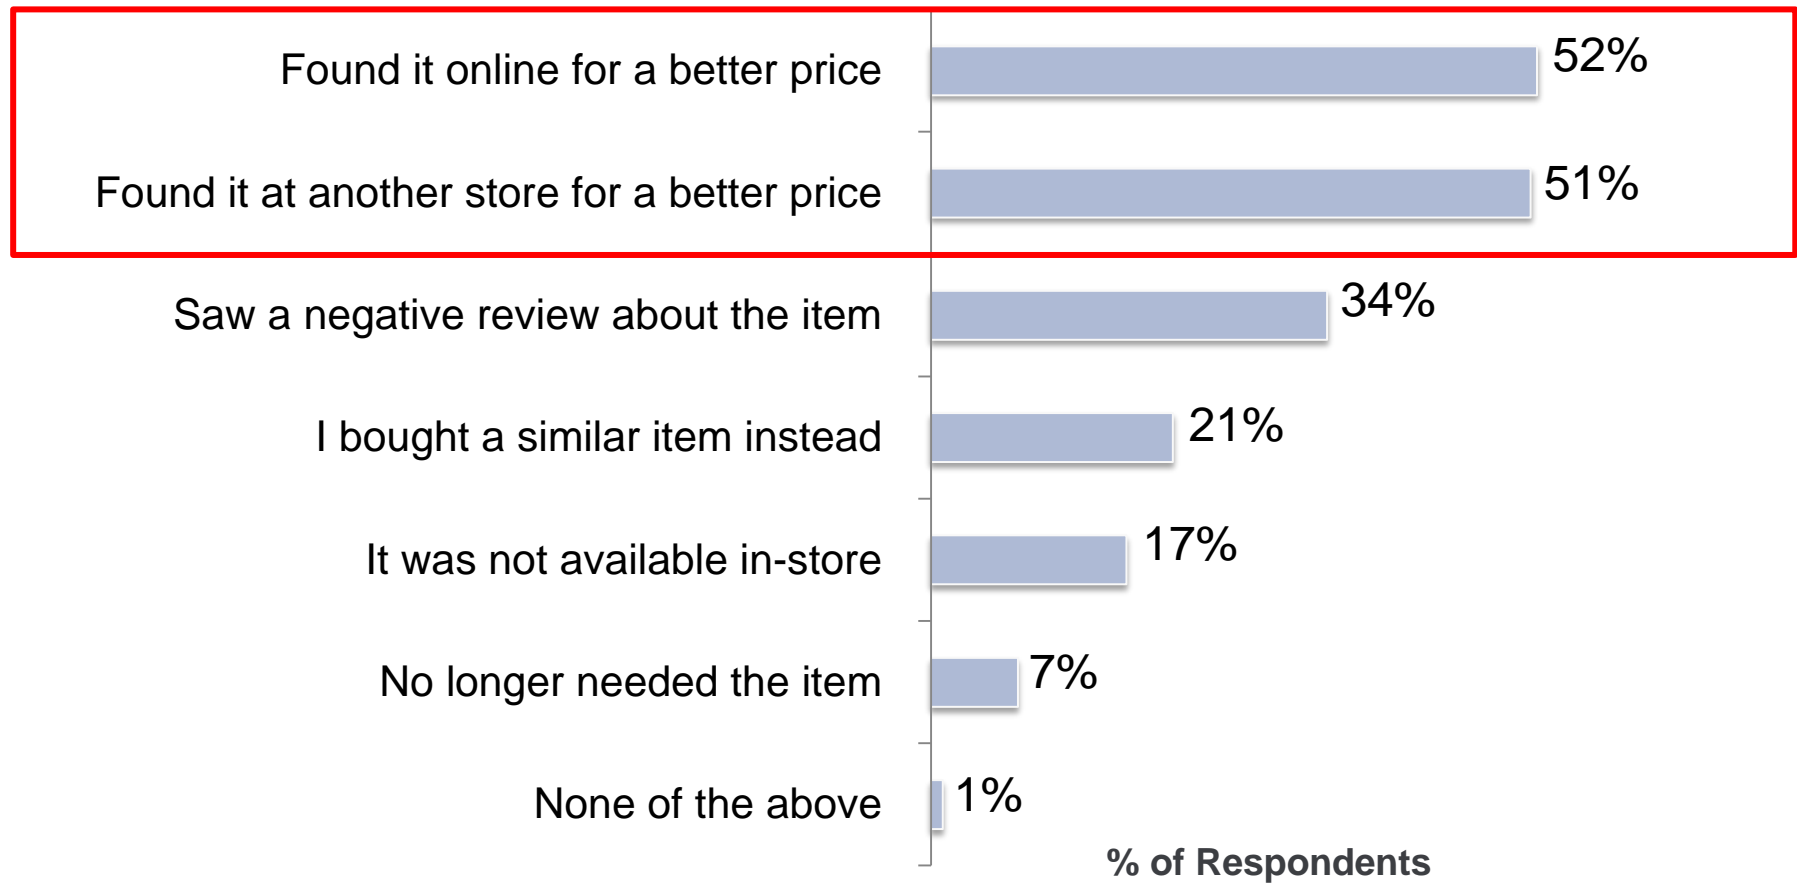 Found it online for a better price 52%
Found it at another store for a better price 51%
Saw a negative review about the item 34%
I bought a similar item instead 21%
It was not available in-store 17%
No longer needed the item 7%
None of the above 1%
% of Respondents